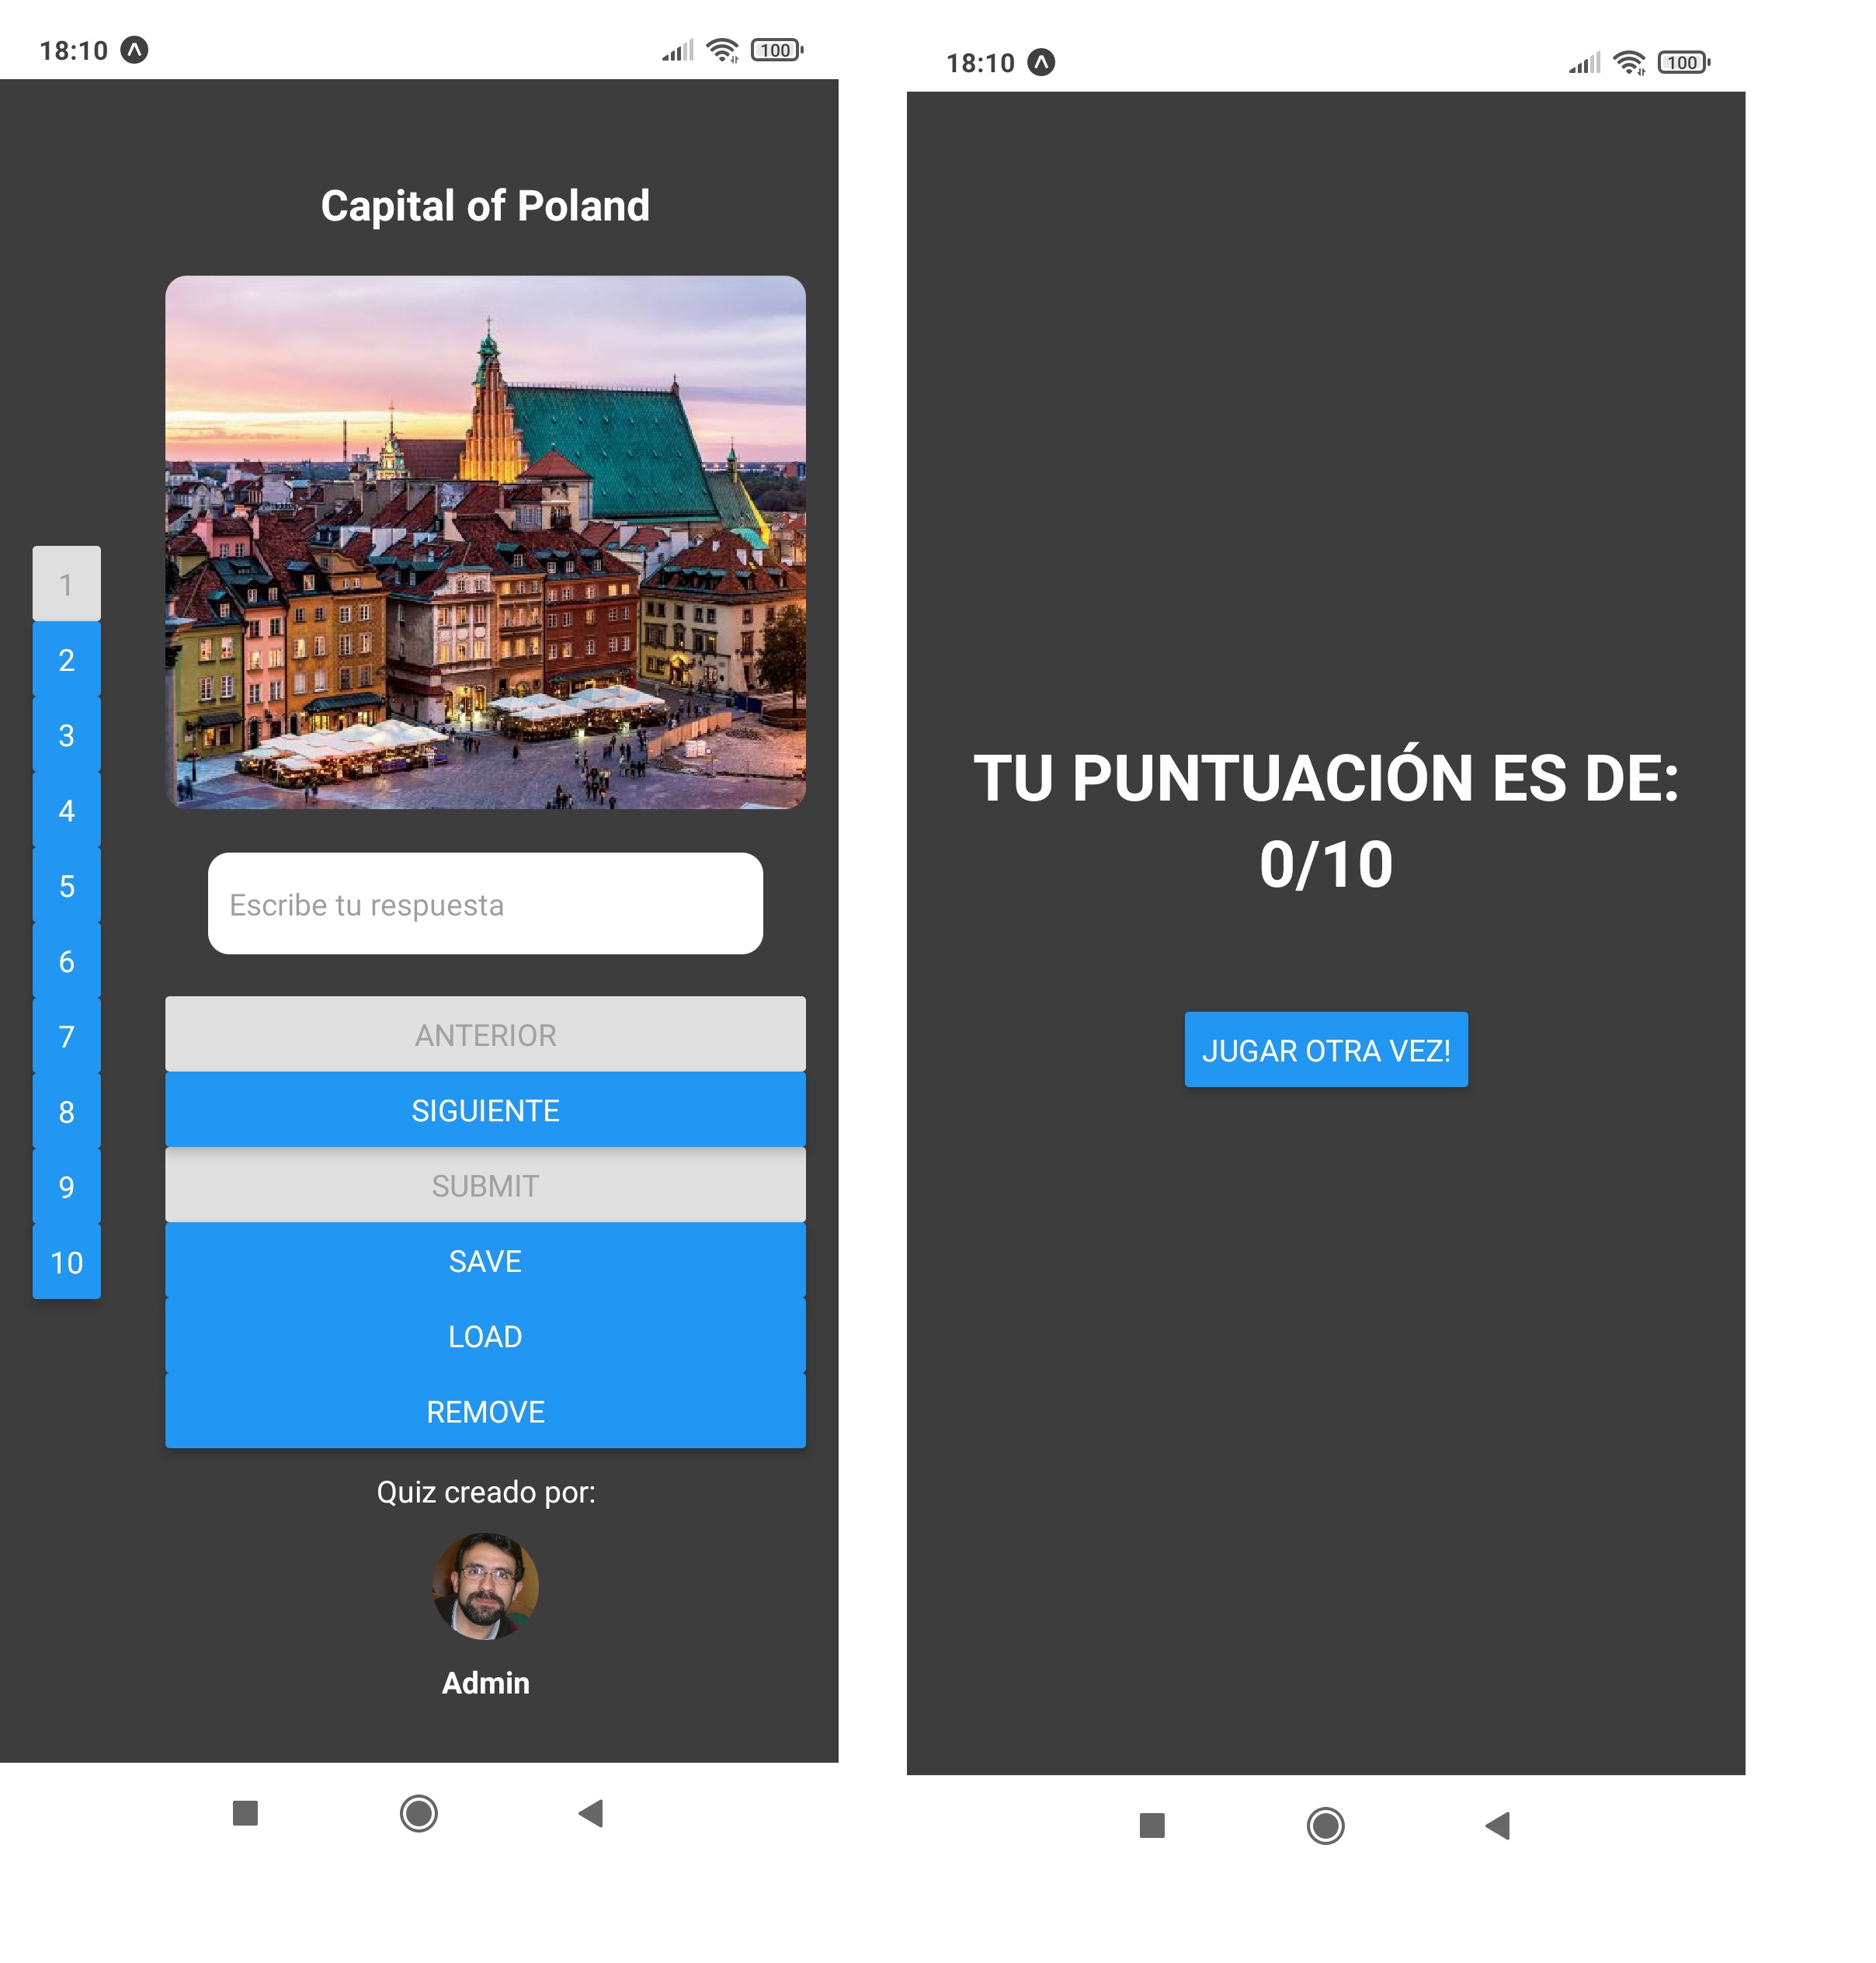 18:10
100
Capital of Poland
1
2
3
4
5
6
7
8
9
10
Escribe tu respuesta
ANTERIOR
SIGUIENTE
SUBMIT
SAVE
LOAD
REMOVE
Quiz creado por:
Admin
18:10
100
TU PUNTUACIÓN ES DE:
0/10
JUGAR OTRA VEZ!